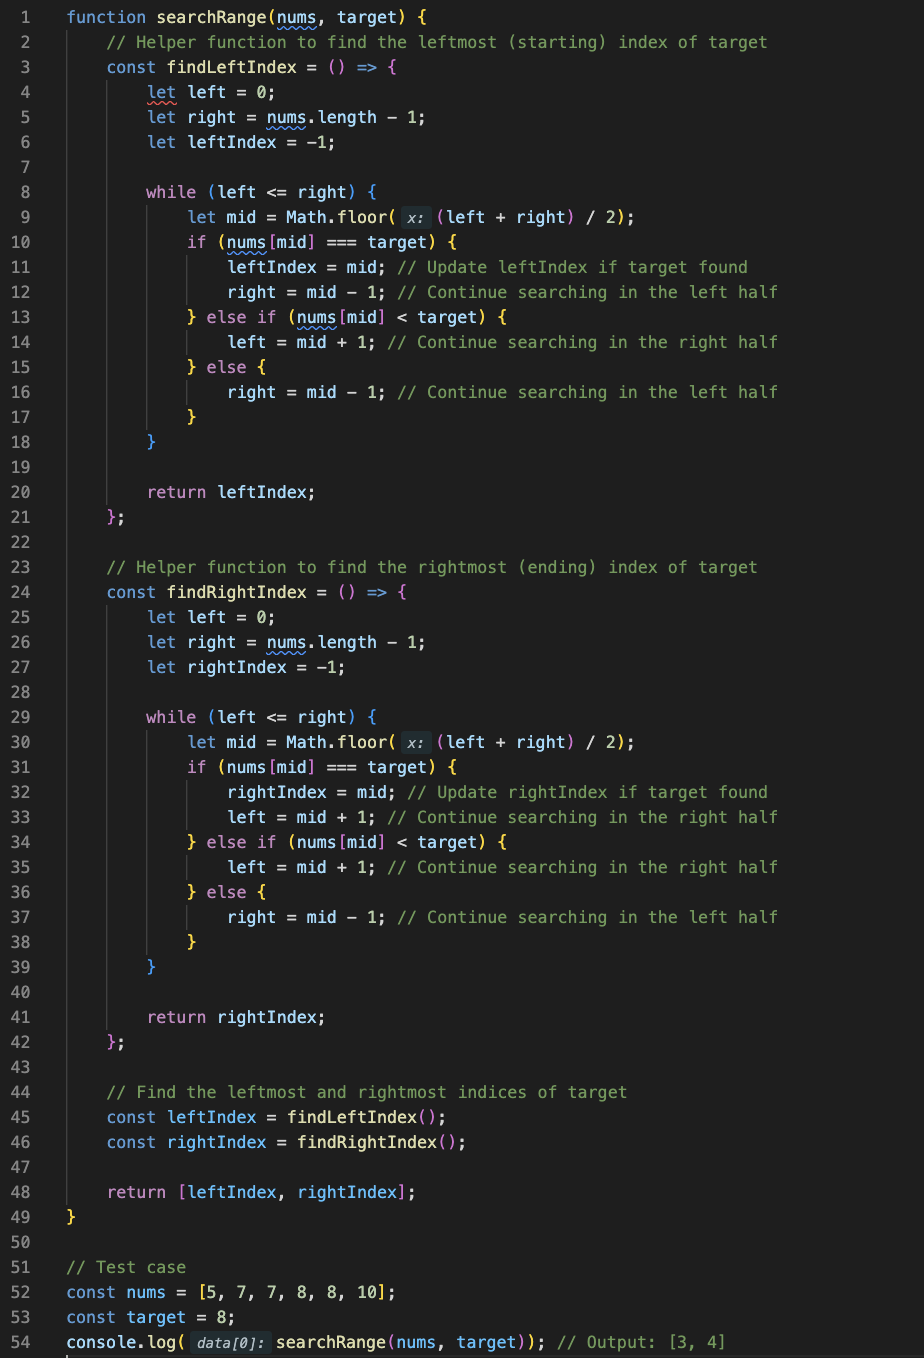 1 function searchRange(nums, target) {
2 // Helper function to find the leftmost (starting) index of target
3 const findLeftIndex = () => {
4 let left = 0;
5 let right = nums.length - 1;
6 let leftIndex = -1;
7
8 while (left <= right) {
9 let mid = Math.floor( x: (left + right) / 2);
10 if (nums[mid] === target) {
11 leftIndex = mid; // Update leftIndex if target found
12 right = mid - 1; // Continue searching in the left half
13 } else if (nums[mid] < target) {
14 left = mid + 1; // Continue searching in the right half
15 } else {
16 right = mid - 1; // Continue searching in the left half
17 }
18 }
19
20 return leftIndex;
21 };
22
23 // Helper function to find the rightmost (ending) index of target
24 const findRightIndex = () => {
25 let left = 0;
26 let right = nums.length - 1;
27 let rightIndex = -1;
28
29 while (left <= right) {
30 let mid = Math.floor( x: (left + right) / 2);
31 if (nums[mid] === target) {
32 rightIndex = mid; // Update rightIndex if target found
33 left = mid + 1; // Continue searching in the right half
34 } else if (nums[mid] < target) {
35 left = mid + 1; // Continue searching in the right half
36 } else {
37 right = mid - 1; // Continue searching in the left half
38 }
39 }
40
41 return rightIndex;
42 };
43
44 // Find the leftmost and rightmost indices of target
45 const leftIndex = findLeftIndex();
46 const rightIndex = findRightIndex();
47
48 return [leftIndex, rightIndex];
49 }
50
51 // Test case
52 const nums = [5, 7, 7, 8, 8, 10];
53 const target = 8;
54 console.log( data[0]: searchRange(nums, target)); // Output: [3, 4]